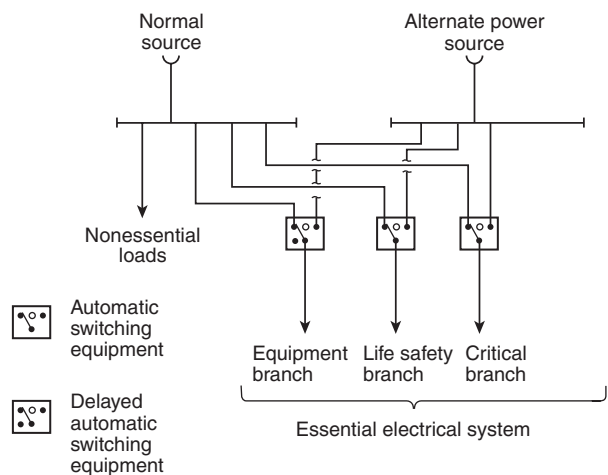 Normal
source
Alternate power
source
Nonessential
loads
Automatic
switching
equipment
Equipment
branch
Life safety
branch
Critical
branch
Delayed
automatic
switching
equipment
Essential electrical system